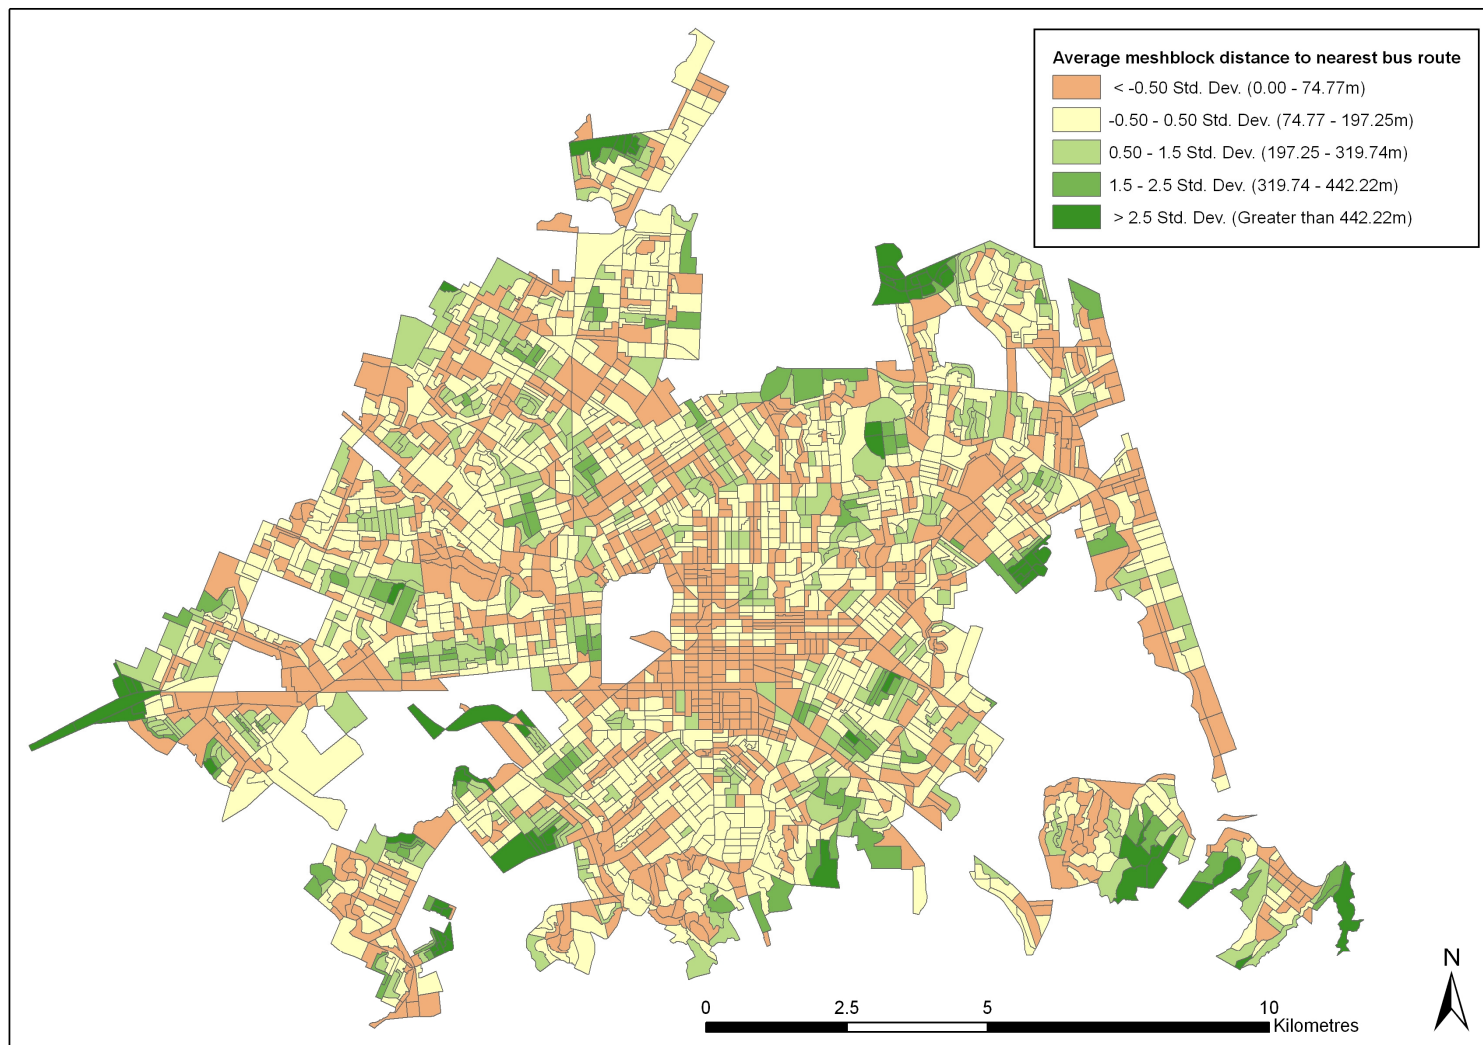 Average meshblock distance to nearest bus route
< -0.50 Std. Dev. (0.00 - 74.77m)
-0.50 - 0.50 Std. Dev. (74.77 - 197.25m)
0.50 - 1.5 Std. Dev. (197.25 - 319.74m)
1.5 - 2.5 Std. Dev. (319.74 - 442.22m)
> 2.5 Std. Dev. (Greater than 442.22m)
N
0 2.5 5 10
Kilometres